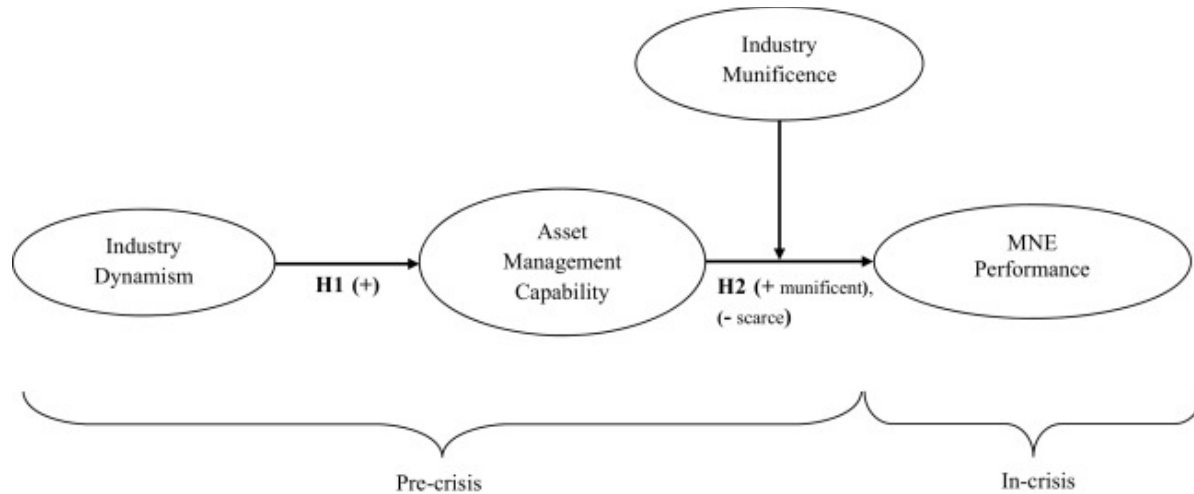 Industry
Munificence
Industry
Dynamism
H1 (+)
Asset
Management
Capability
H2 (+ munificent),
(- scarce)
MNE
Performance
Pre-crisis
In-crisis